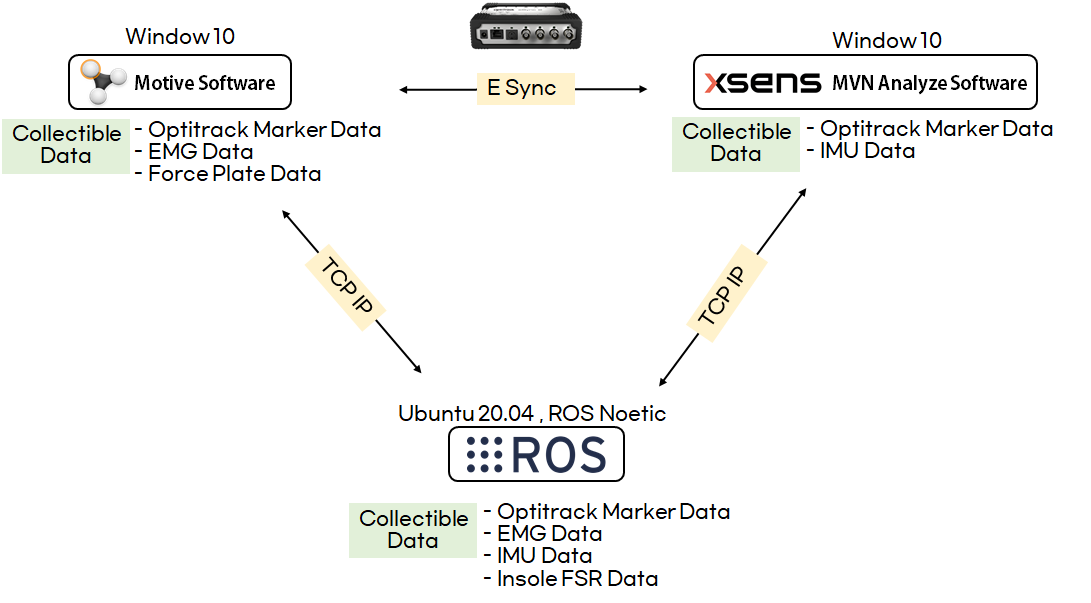 Window 10
Motive Software
Collectible
Data
- Optitrack Marker Data
- EMG Data
- Force Plate Data
E Sync
Window 10
xsens MVN Analyze Software
Collectible
Data
- Optitrack Marker Data
- IMU Data
TCP IP
TCP IP
Ubuntu 20.04 , ROS Noetic
ROS
Collectible
Data
- Optitrack Marker Data
- EMG Data
- IMU Data
- Insole FSR Data